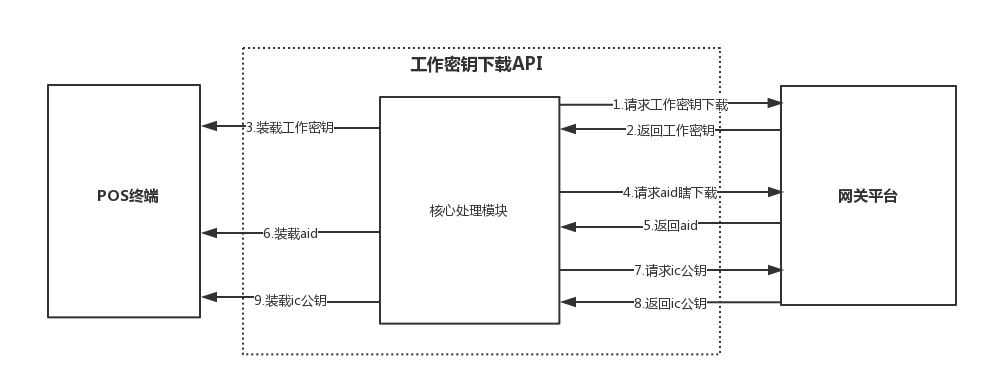 工作密钥下载API
1.请求工作密钥下载
3.装载工作密钥
2.返回工作密钥
POS终端
核心处理模块
4.请求aid瞎下载
网关平台
6.装载aid
5.返回aid
7.请求ic公钥
9.装载ic公钥
8.返回ic公钥